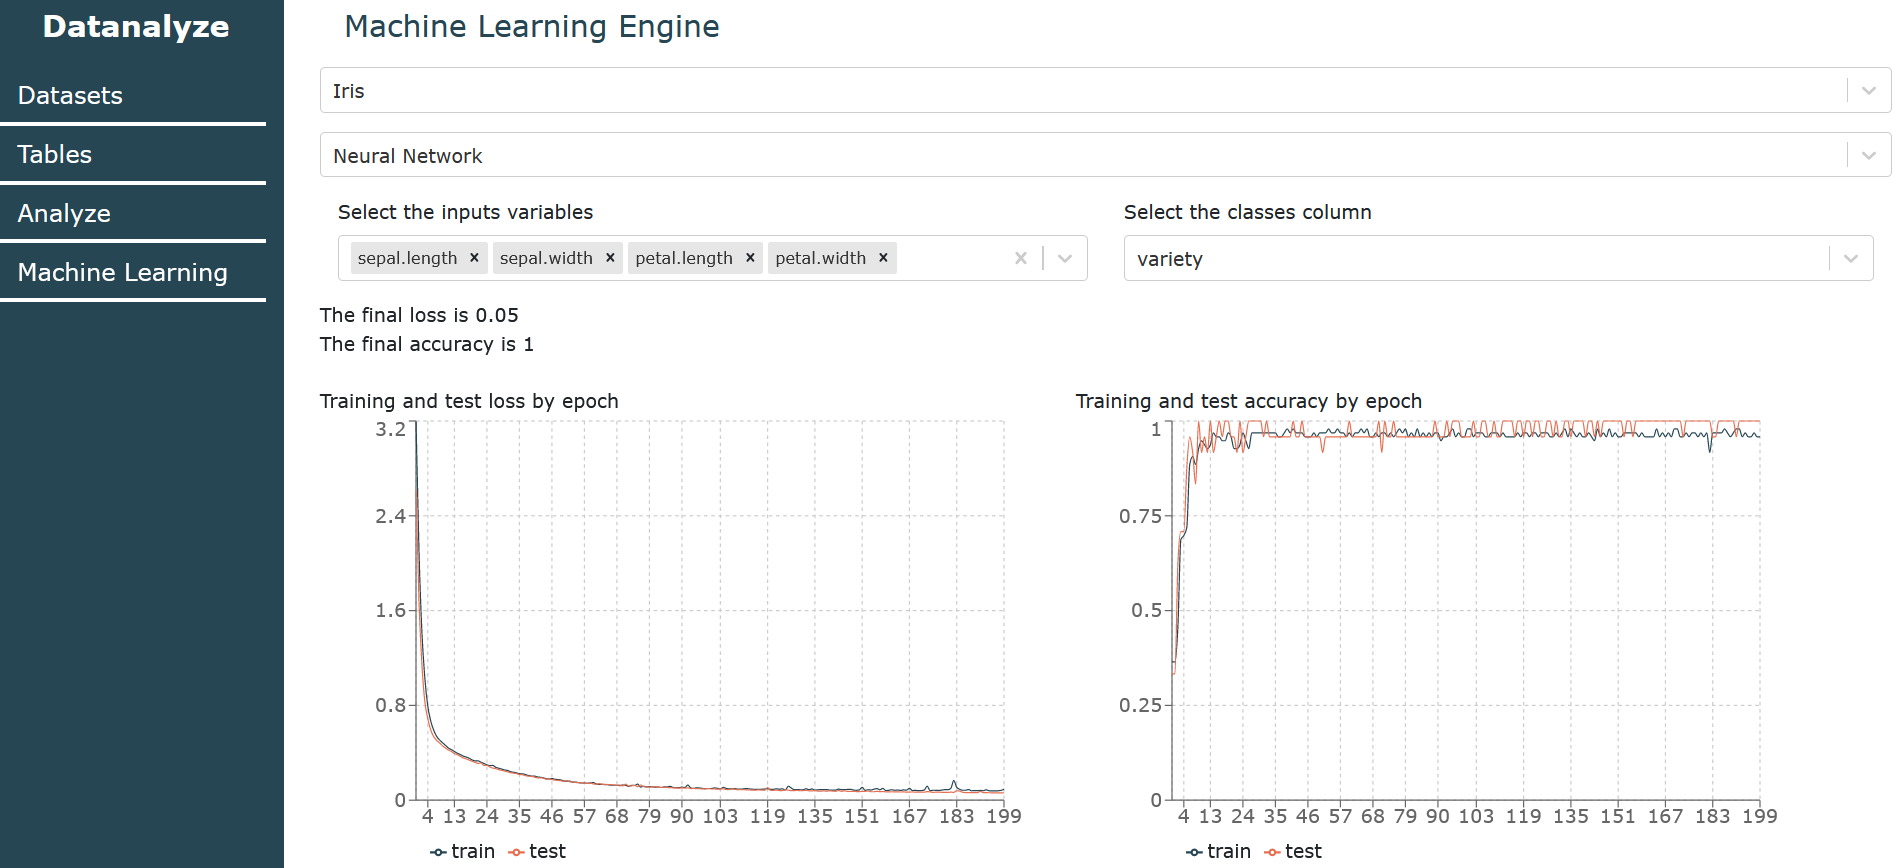 Datanalyze
Datasets
Tables
Analyze
Machine Learning
Machine Learning Engine
Iris
Neural Network
Select the inputs variables
sepal.length × sepal.width × petal.length × petal.width ×
Select the classes column
variety
The final loss is 0.05
The final accuracy is 1
Training and test loss by epoch
3.2
2.4
1.6
0.8
0
4 13 24 35 46 57 68 79 90 103 119 135 151 167 183 199
train test
Training and test accuracy by epoch
1
0.75
0.5
0.25
0
4 13 24 35 46 57 68 79 90 103 119 135 151 167 183 199
train test